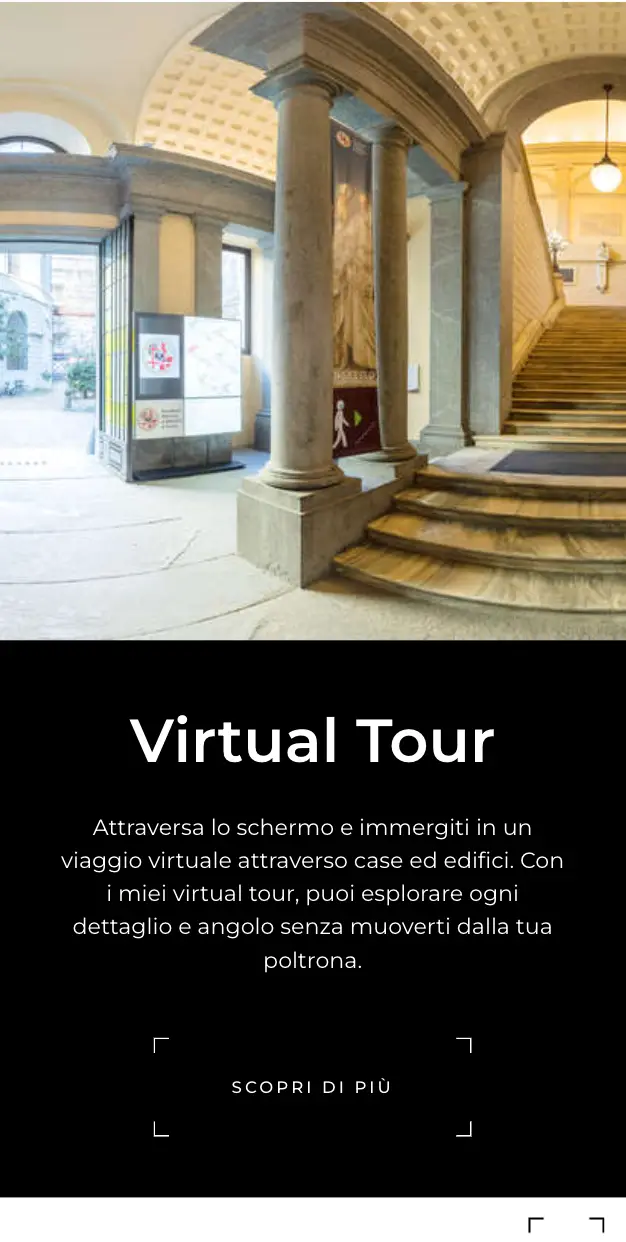 Virtual Tour
Attraversa lo schermo e immergiti in un
viaggio virtuale attraverso case ed edifici. Con
i miei virtual tour, puoi esplorare ogni
dettaglio e angolo senza muoverti dalla tua
poltrona.
SCOPRI DI PIÙ